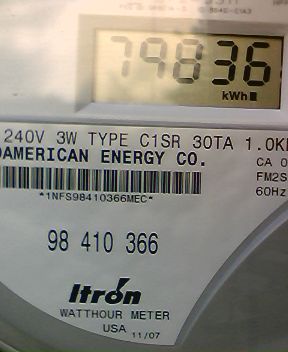 79836
kWh
240V 3W TYPE C1SR 30TA 1.0K
AMERICAN ENERGY CO.
CA 0
FM2S
60Hz
*1NFS98410366MEC*
98 410 366
Itrón
WATTHOUR METER
USA 11/07